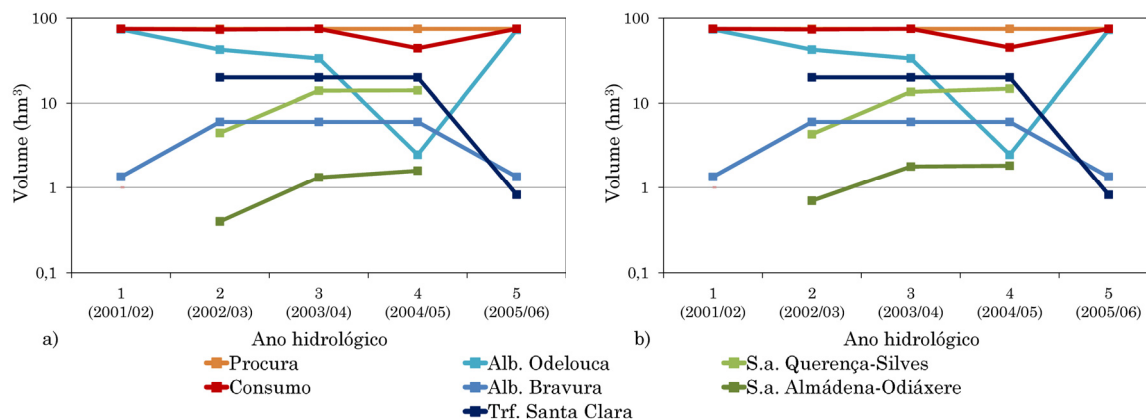 Volume (hm³)
100
10
1
0,1
1 2 3 4 5
(2001/02) (2002/03) (2003/04) (2004/05) (2005/06)
Ano hidrológico
a)
Volume (hm³)
100
10
1
0,1
1 2 3 4 5
(2001/02) (2002/03) (2003/04) (2004/05) (2005/06)
Ano hidrológico
b)
Procura Alb. Odelouca S.a. Querença-Silves
Consumo Alb. Bravura S.a. Almádena-Odiáxere
Trf. Santa Clara